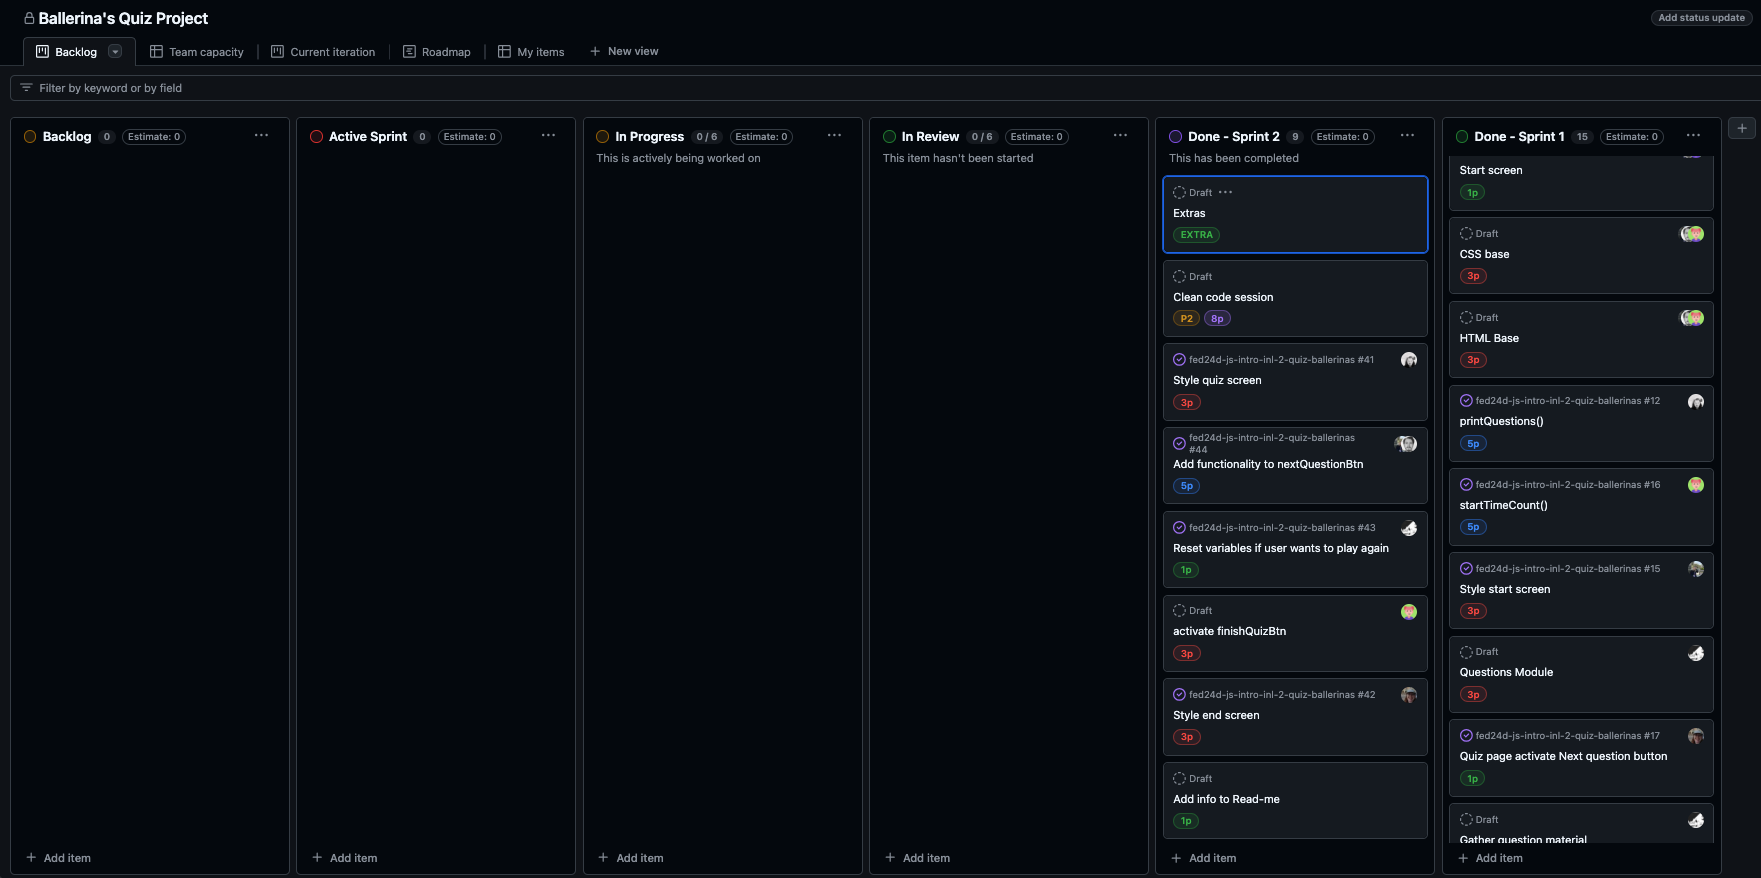 Ballerina's Quiz Project
Add status update
Backlog
Team capacity
Current iteration
Roadmap
My items
New view
Filter by keyword or by field
Backlog 0 Estimate: 0
Add item
Active Sprint 0 Estimate: 0
Add item
In Progress 0 / 6 Estimate: 0
This is actively being worked on
Add item
In Review 0 / 6 Estimate: 0
This item hasn't been started
Add item
Done - Sprint 2 9 Estimate: 0
This has been completed
Draft
Extras
EXTRA
Draft
Clean code session
P2 8p
fed24d-js-intro-inl-2-quiz-ballerinas #41
Style quiz screen
3p
fed24d-js-intro-inl-2-quiz-ballerinas
#44
Add functionality to nextQuestionBtn
5p
fed24d-js-intro-inl-2-quiz-ballerinas #43
Reset variables if user wants to play again
1p
Draft
activate finishQuizBtn
3p
fed24d-js-intro-inl-2-quiz-ballerinas #42
Style end screen
3p
Draft
Add info to Read-me
1p
Add item
Done - Sprint 1 15 Estimate: 0
Start screen
1p
Draft
CSS base
3p
Draft
HTML Base
3p
fed24d-js-intro-inl-2-quiz-ballerinas #12
printQuestions()
5p
fed24d-js-intro-inl-2-quiz-ballerinas #16
startTimeCount()
5p
fed24d-js-intro-inl-2-quiz-ballerinas #15
Style start screen
3p
Draft
Questions Module
3p
fed24d-js-intro-inl-2-quiz-ballerinas #17
Quiz page activate Next question button
1p
Draft
Gather question material
Add item